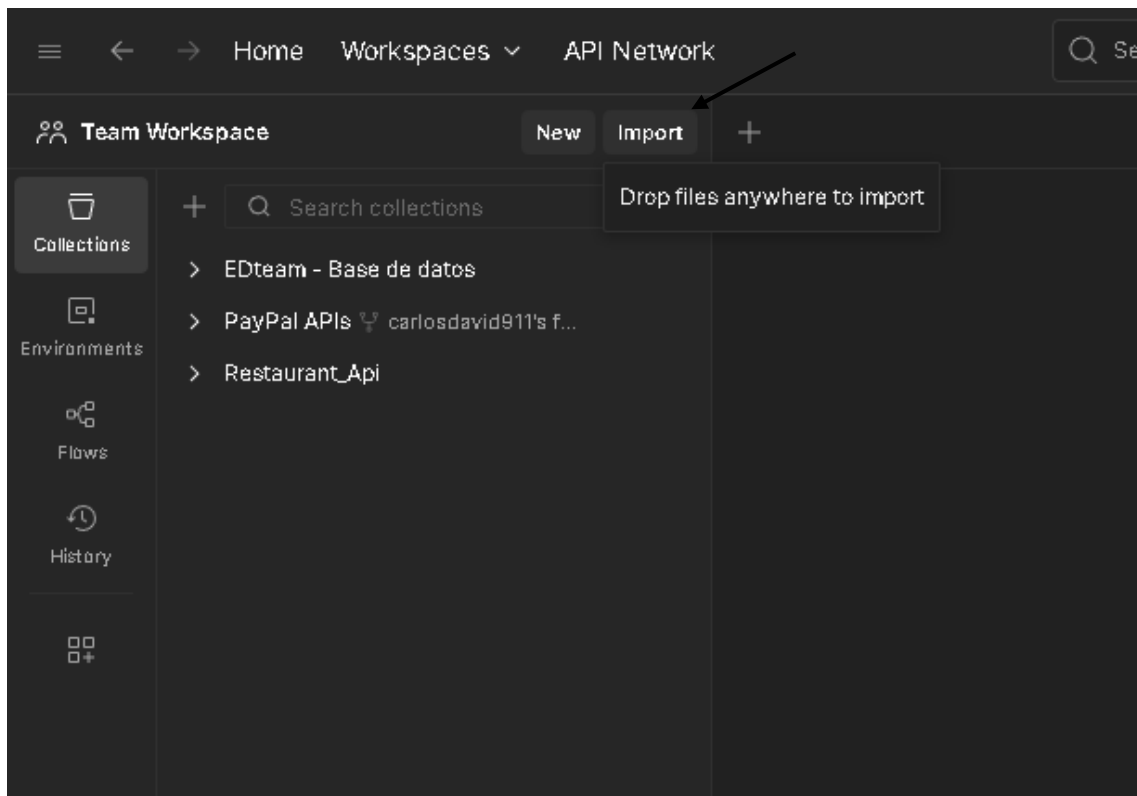 Home Workspaces API Network Se
Team Workspace New Import
Drop files anywhere to import
Search collections
Collections
EDteam - Base de datos
PayPal APIs carlosdavid911's f...
Restaurant_Api
Environments
Flows
History